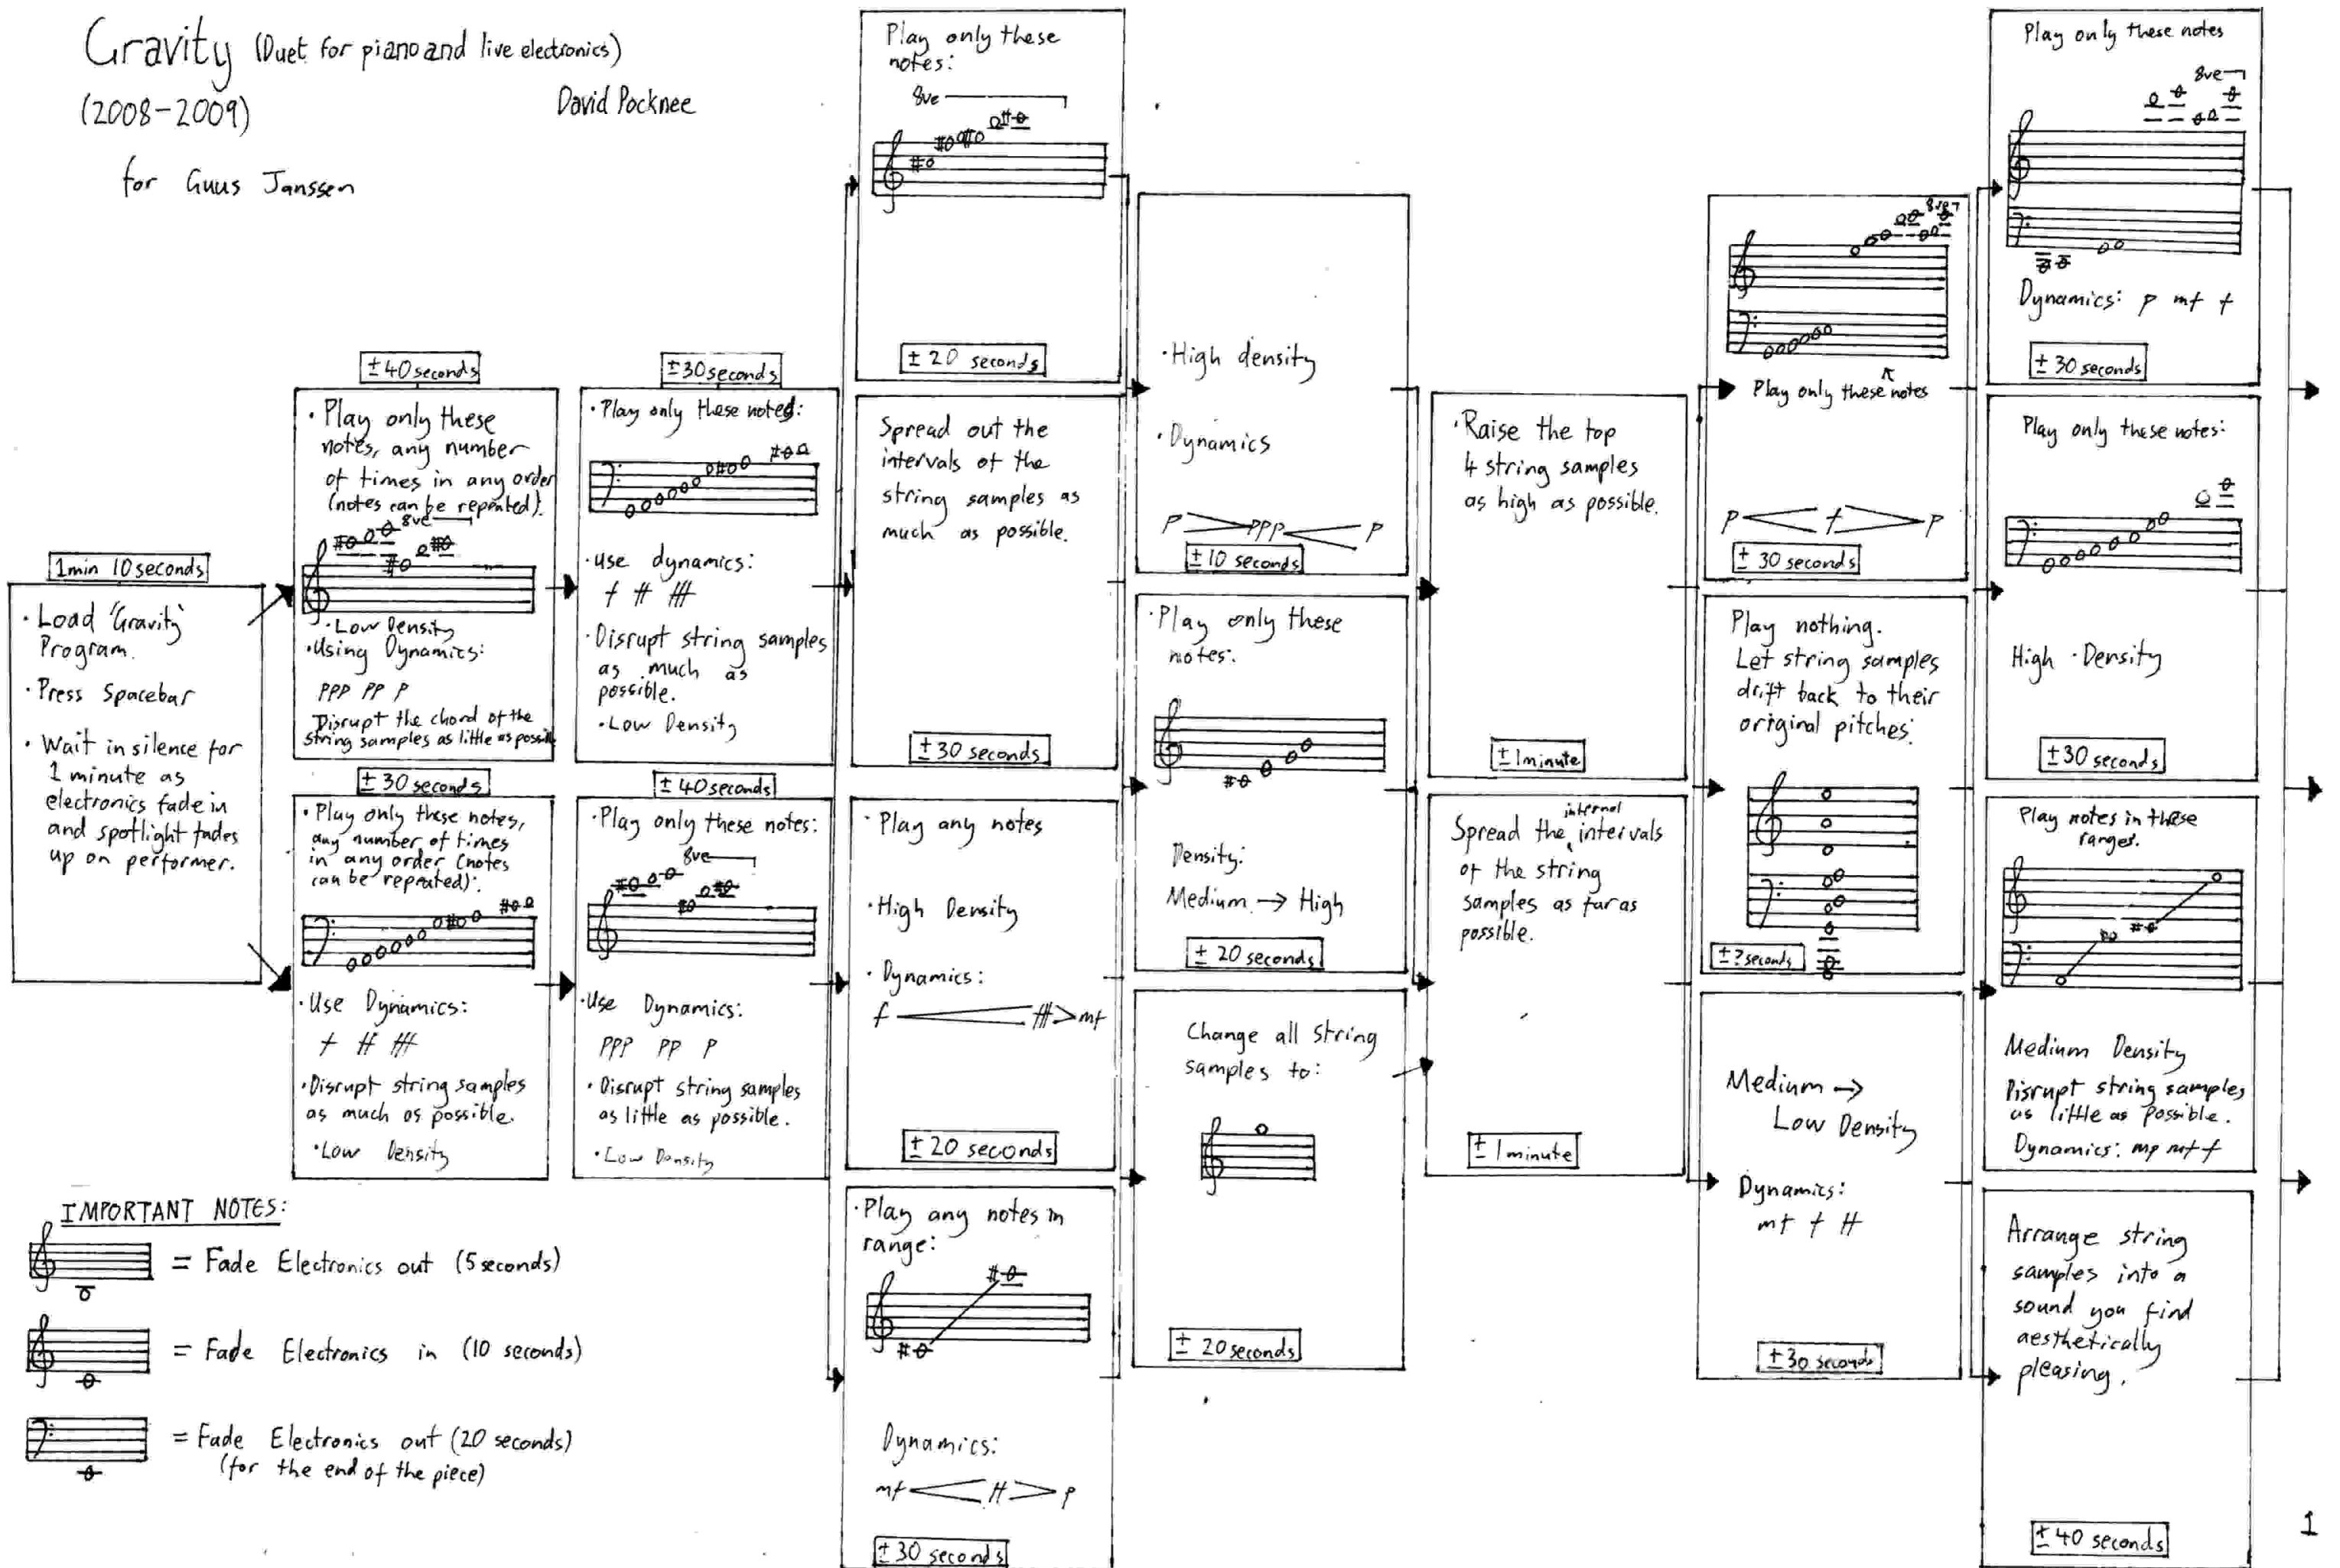 Gravity (Duet for piano and live electronics)
(2008-2009)
David Pocknee
for Guus Janssen
1min 10 seconds
· Load 'Gravity'
Program.
· Press Spacebar
· Wait in silence for
1 minute as
electronics fade in
and spotlight fades
up on performer.
± 40 seconds
· Play only these
notes, any number
of times in any order
(notes can be repeated).
8ve
· Low Density
· Using Dynamics:
ppp pp p
Disrupt the chord of the
string samples as little as possible
± 30 seconds
· Play only these notes,
any number of times
in any order (notes
can be repeated):
· Use Dynamics:
f ff fff
· Disrupt string samples
as much as possible.
· Low Density
± 30 seconds
· Play only these notes:
· use dynamics:
f ff fff
· Disrupt string samples
as much as
possible.
· Low Density
± 40 seconds
· Play only these notes:
8ve
· Use Dynamics:
ppp pp p
· Disrupt string samples
as little as possible.
· Low Density
Play only these
notes:
8ve
± 20 seconds
Spread out the
intervals of the
string samples as
much as possible.
± 30 seconds
· Play any notes
· High Density
· Dynamics:
f fff mf
± 20 seconds
· Play any notes in
range:
Dynamics:
mf ff p
± 30 seconds
· High density
· Dynamics
p ppp p
± 10 seconds
· Play only these
notes:
Density:
Medium → High
± 20 seconds
Change all string
samples to:
± 20 seconds
· Raise the top
4 string samples
as high as possible.
± 1 minute
internal
Spread the intervals
of the string
samples as far as
possible.
± 1 minute
8ve
Play only these notes
p f p
± 30 seconds
Play nothing.
Let string samples
drift back to their
original pitches:
± ? seconds
Medium →
Low Density
Dynamics:
mf f ff
± 30 seconds
Play only these notes
8ve
Dynamics: p mf f
± 30 seconds
Play only these notes:
High · Density
± 30 seconds
Play notes in these
ranges.
Medium Density
Disrupt string samples
as little as possible.
Dynamics: mp mf f
Arrange string
samples into a
sound you find
aesthetically
pleasing.
± 40 seconds
IMPORTANT NOTES:
= Fade Electronics out (5 seconds)
= Fade Electronics in (10 seconds)
= Fade Electronics out (20 seconds)
(for the end of the piece)
1